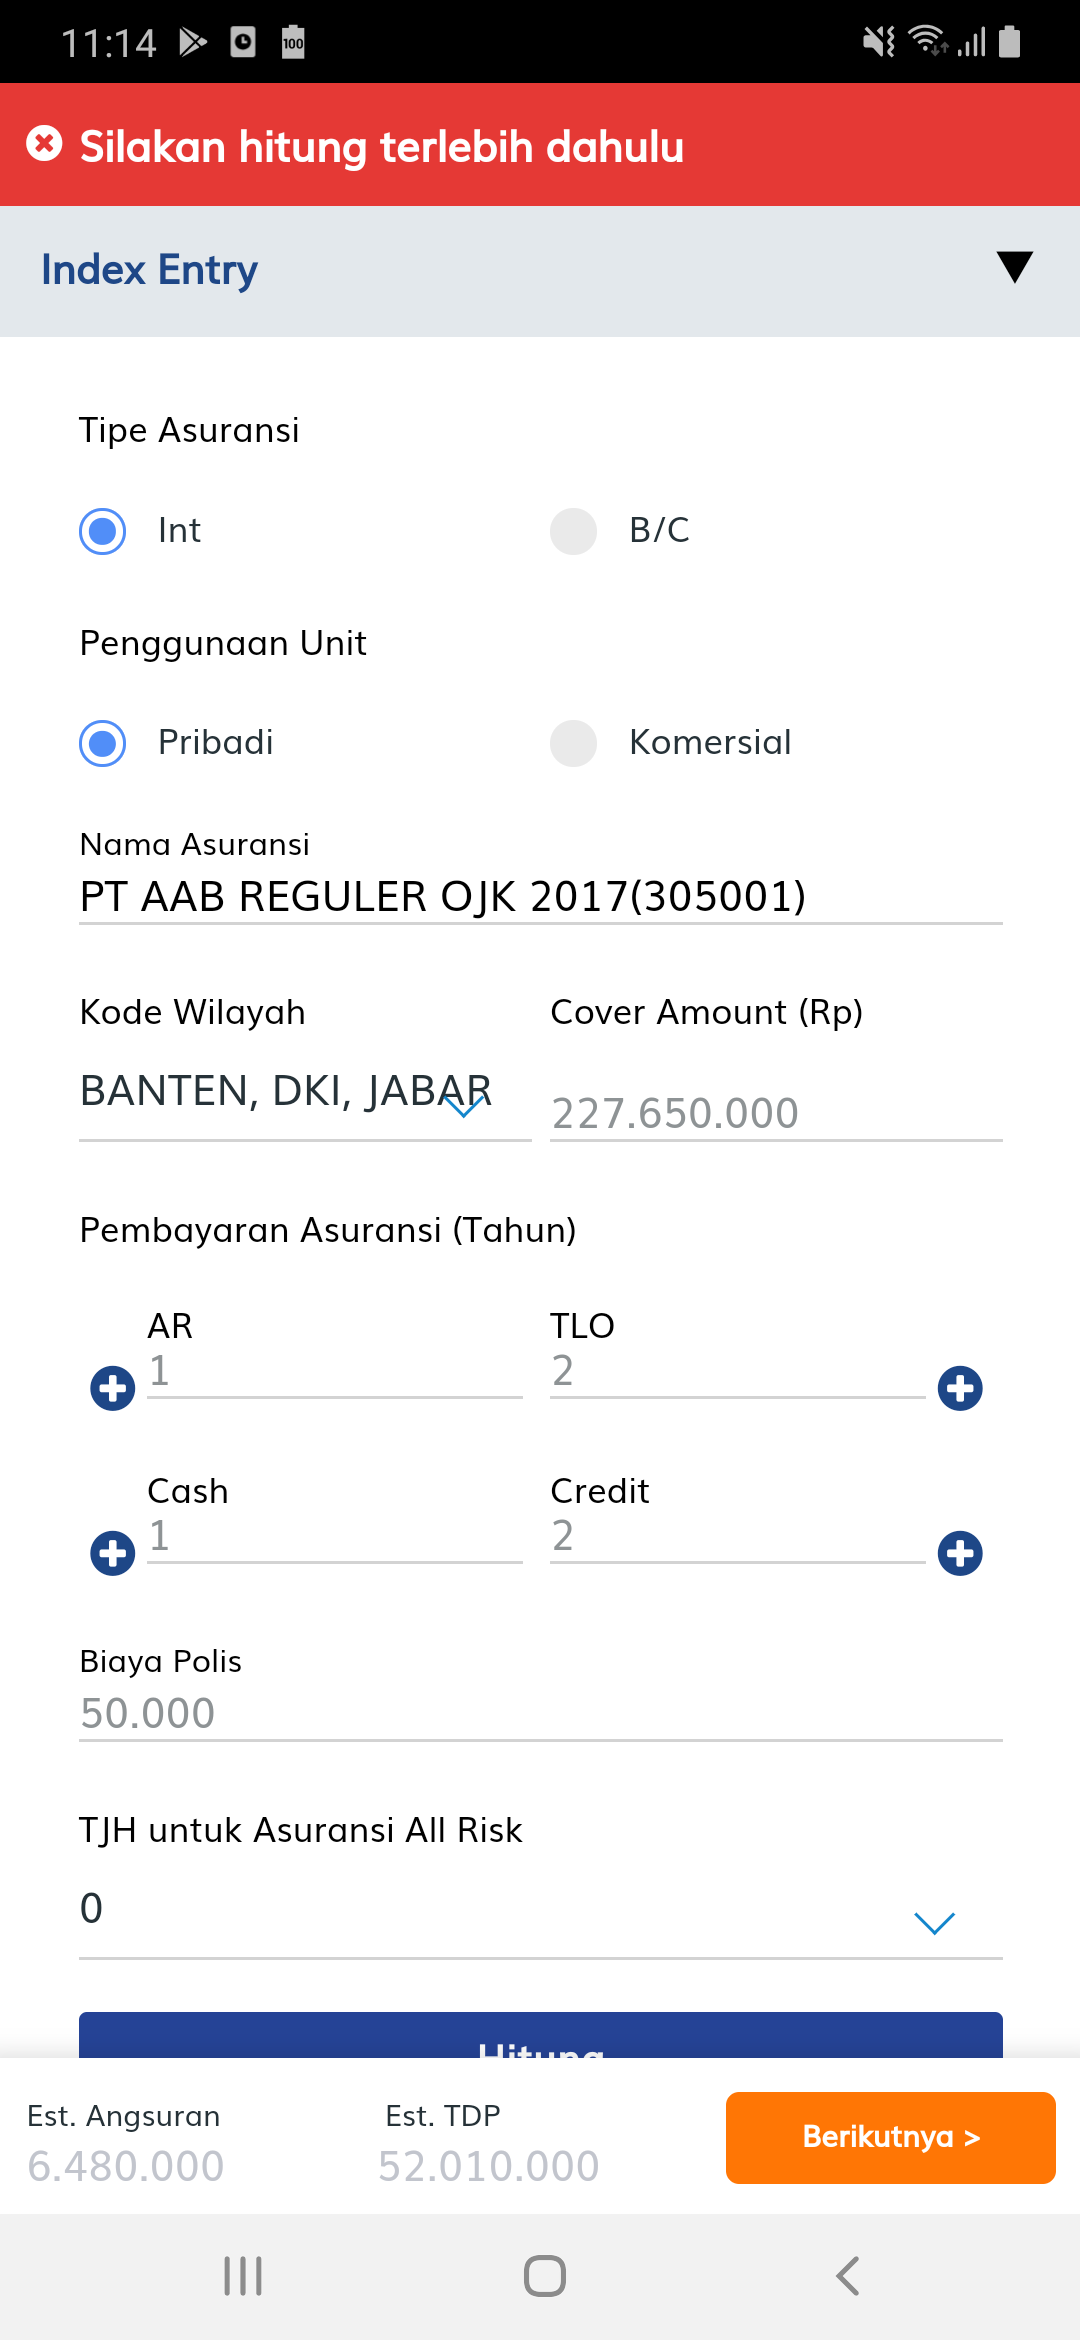 11:14
100
Silakan hitung terlebih dahulu
Index Entry
Tipe Asuransi
Int
B/C
Penggunaan Unit
Pribadi
Komersial
Nama Asuransi
PT AAB REGULER OJK 2017(305001)
Kode Wilayah
Cover Amount (Rp)
BANTEN, DKI, JABAR
227.650.000
Pembayaran Asuransi (Tahun)
AR
TLO
1
2
Cash
Credit
1
2
Biaya Polis
50.000
TJH untuk Asuransi All Risk
0
Hitung
Est. Angsuran
Est. TDP
6.480.000
52.010.000
Berikutnya >